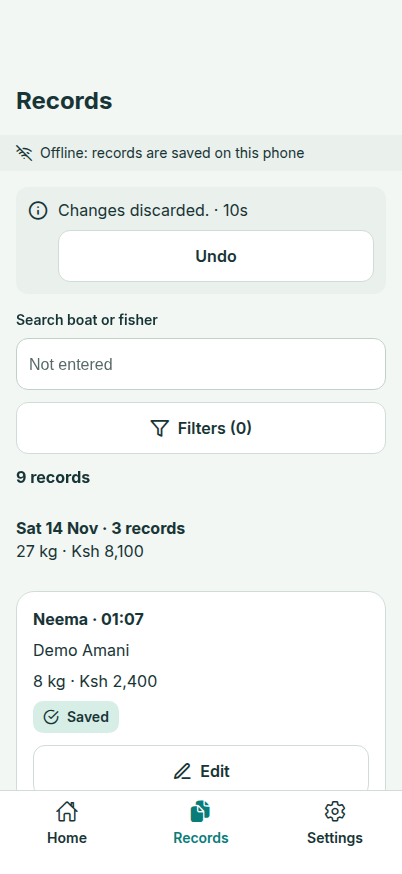 Records
Offline: records are saved on this phone
Changes discarded. · 10s
Undo
Search boat or fisher
Not entered
Filters (0)
9 records
Sat 14 Nov · 3 records
27 kg · Ksh 8,100
Neema · 01:07
Demo Amani
8 kg · Ksh 2,400
Saved
Edit
Home
Records
Settings